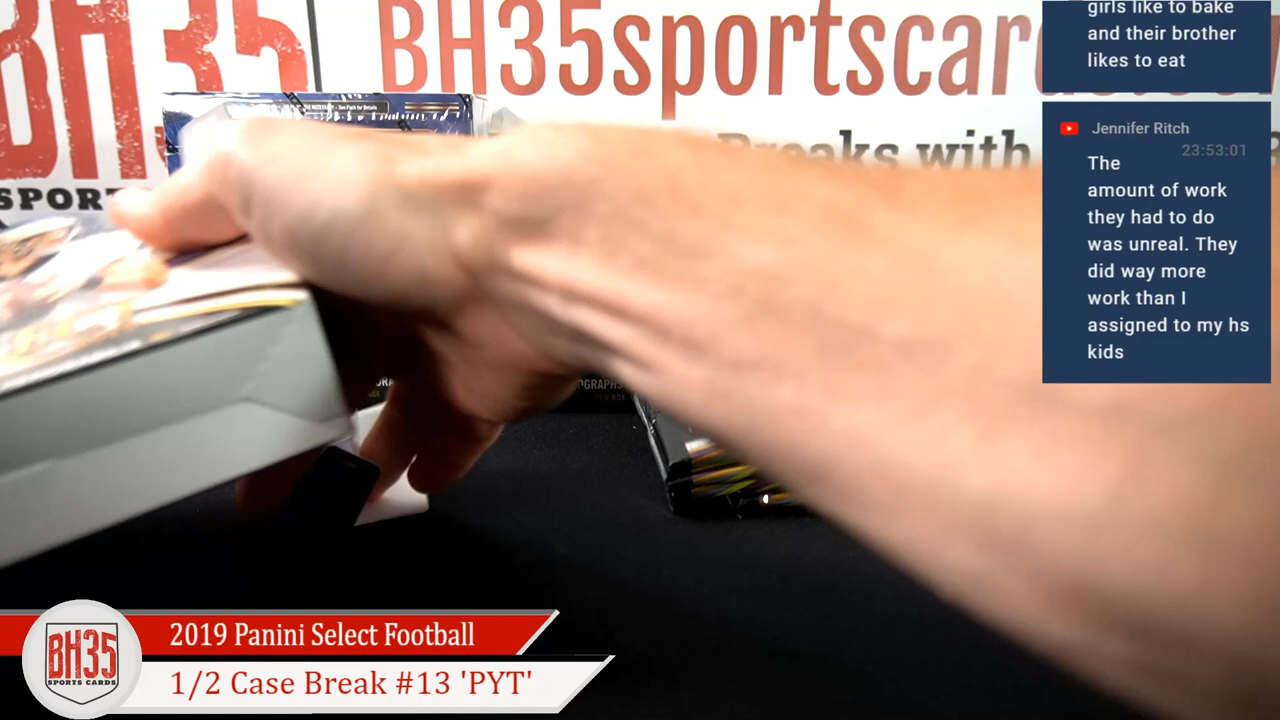 BH35
SPORT
BH35sportscar
Breaks with
girls like to bake
and their brother
likes to eat
Jennifer Ritch
23:53:01
The
amount of work
they had to do
was unreal. They
did way more
work than I
assigned to my hs
kids
BH35
SPORTS CARDS
2019 Panini Select Football
1/2 Case Break #13 'PYT'